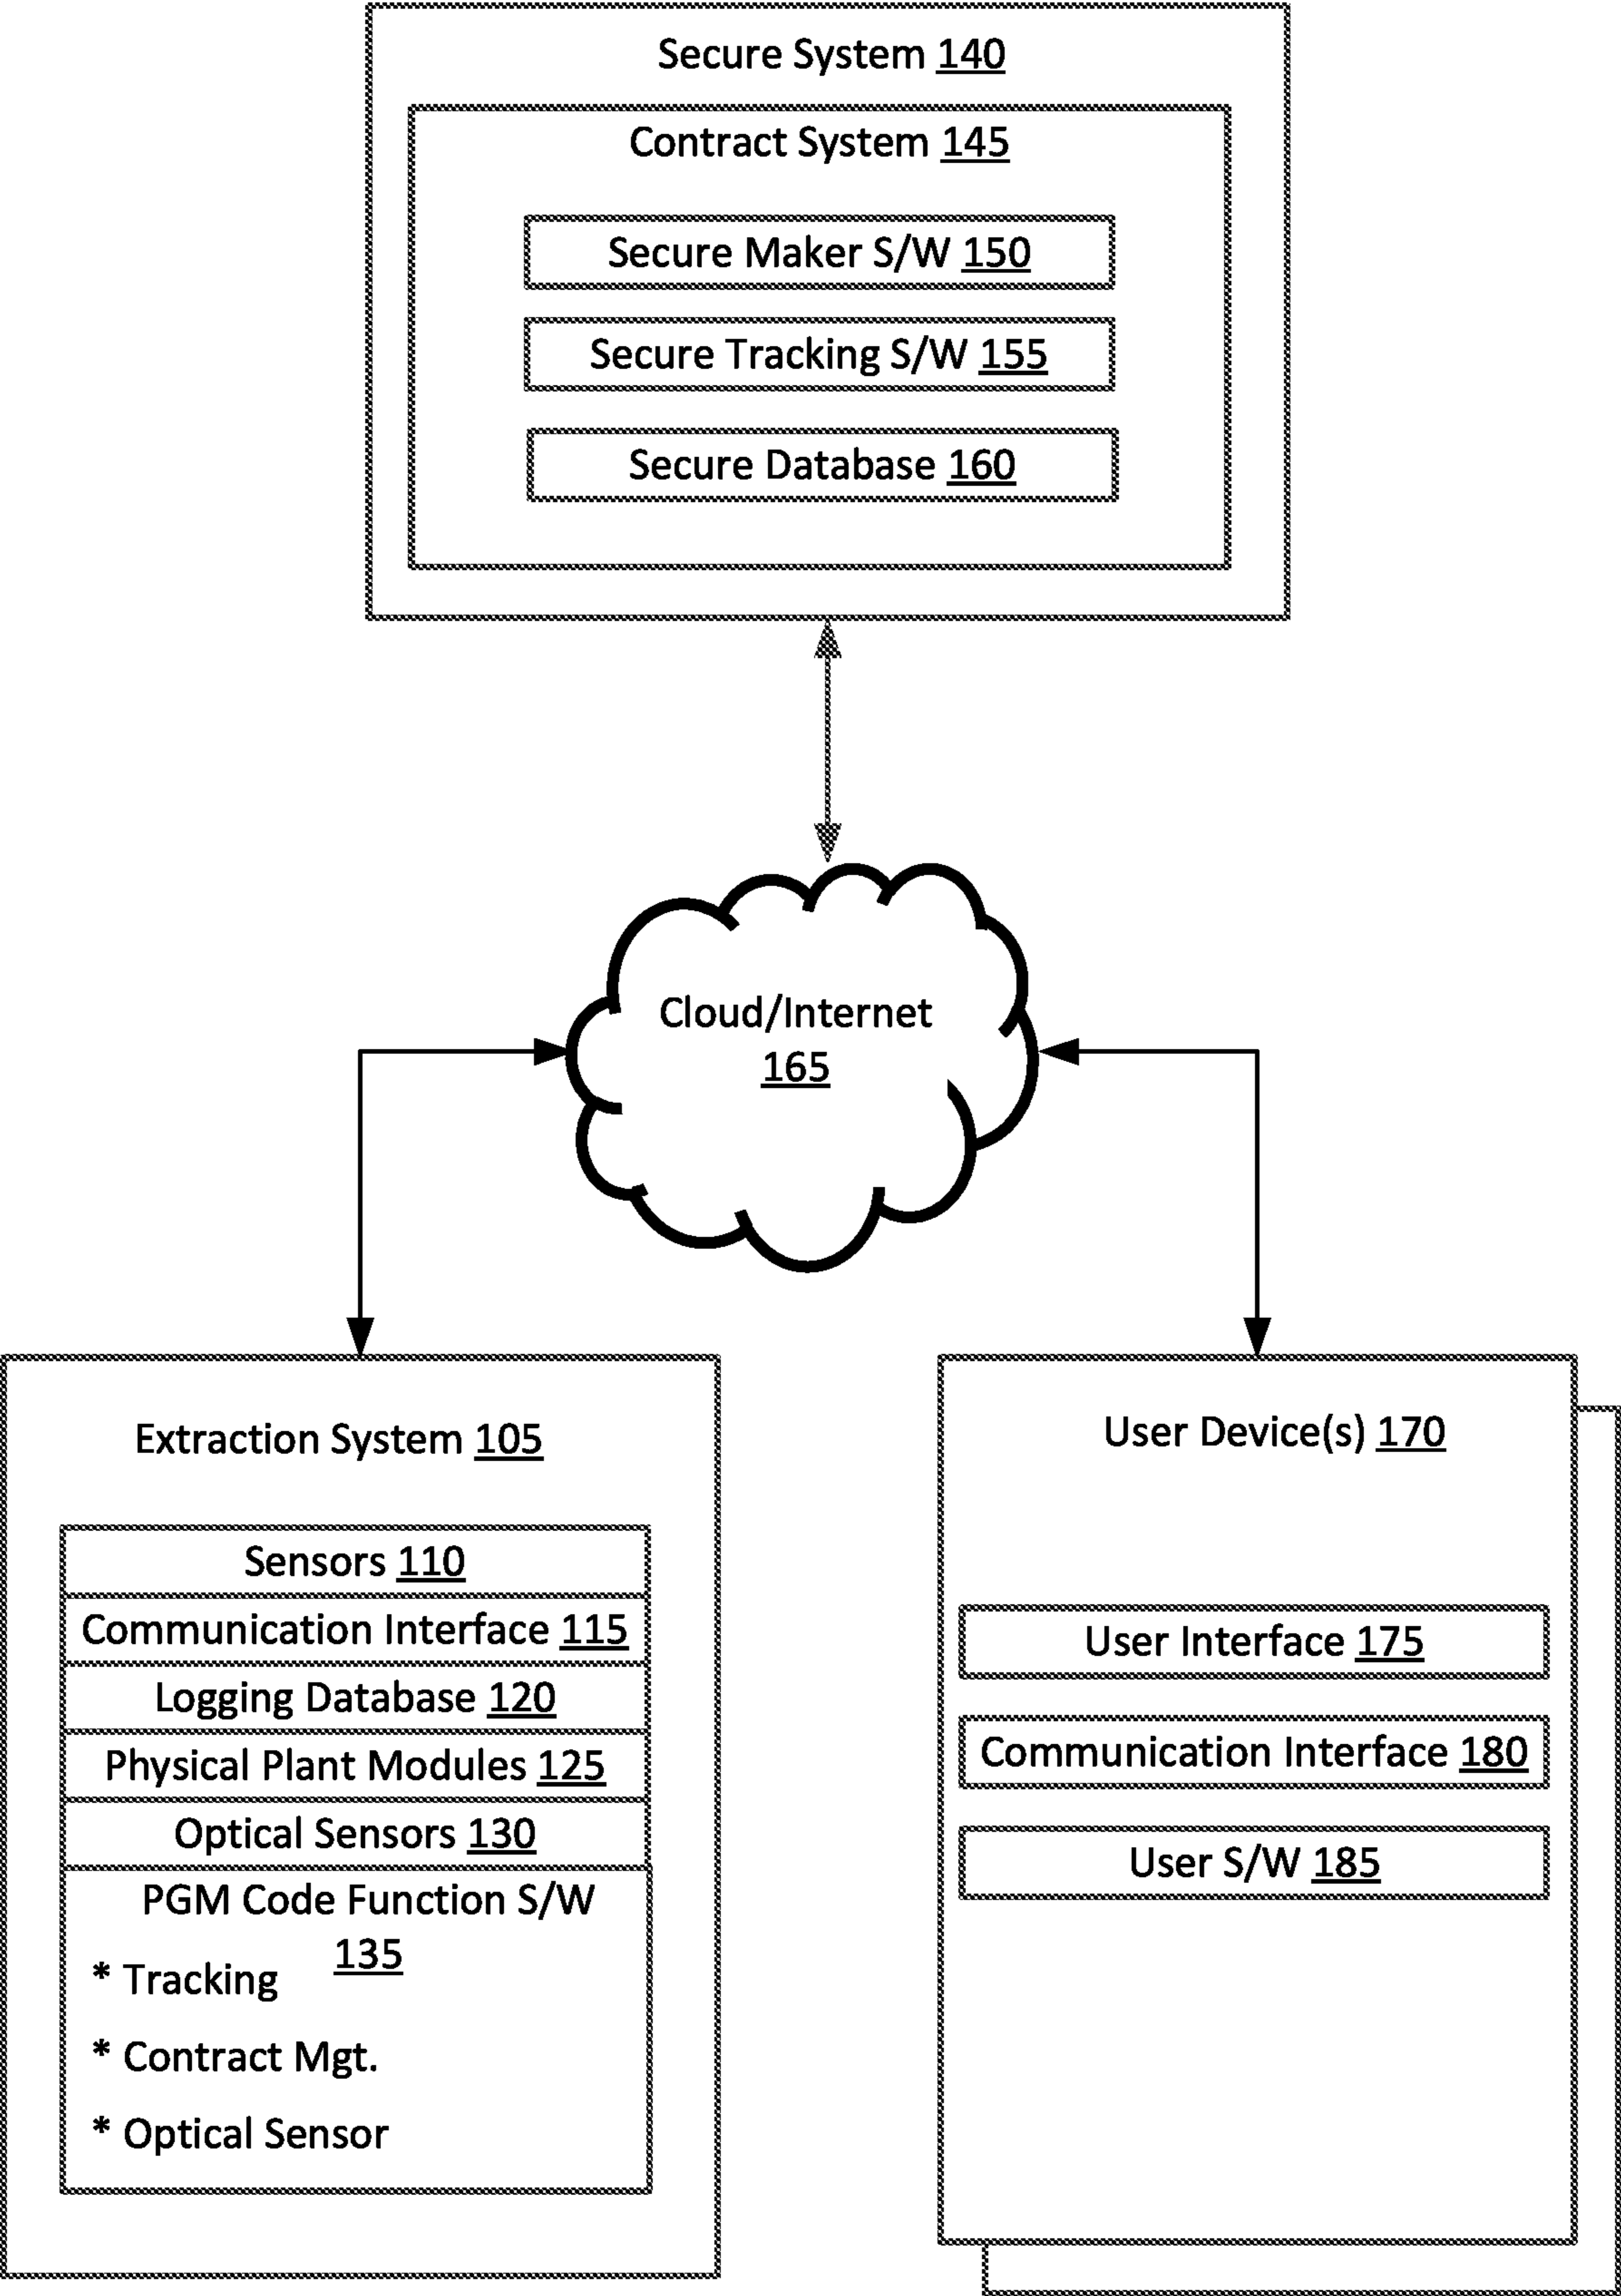 Secure System 140
Contract System 145
Secure Maker S/W 150
Secure Tracking S/W 155
Secure Database 160
Cloud/Internet
165
Extraction System 105
Sensors 110
Communication Interface 115
Logging Database 120
Physical Plant Modules 125
Optical Sensors 130
PGM Code Function S/W
135
* Tracking
* Contract Mgt.
* Optical Sensor
User Device(s) 170
User Interface 175
Communication Interface 180
User S/W 185